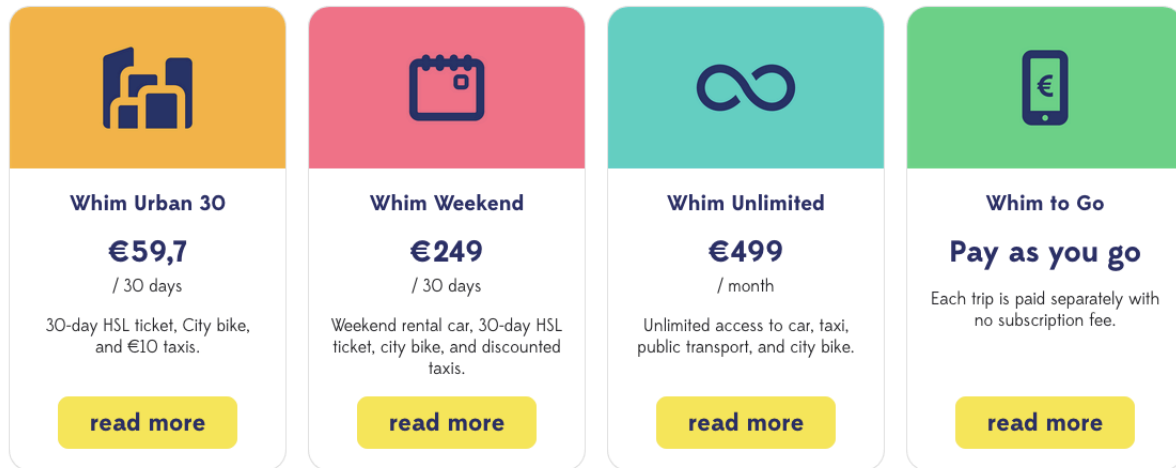 €
Whim Urban 30
€59,7
/ 30 days
30-day HSL ticket, City bike,
and €10 taxis.
read more
Whim Weekend
€249
/ 30 days
Weekend rental car, 30-day HSL
ticket, city bike, and discounted
taxis.
read more
Whim Unlimited
€499
/ month
Unlimited access to car, taxi,
public transport, and city bike.
read more
Whim to Go
Pay as you go
Each trip is paid separately with
no subscription fee.
read more